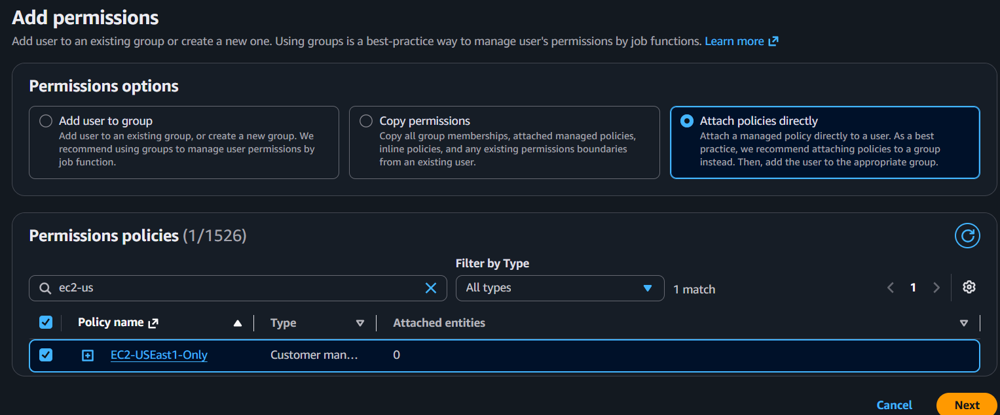 Add permissions
Add user to an existing group or create a new one. Using groups is a best-practice way to manage user's permissions by job functions. Learn more
Permissions options
Add user to group
Add user to an existing group, or create a new group. We
recommend using groups to manage user permissions by
job function.
Copy permissions
Copy all group memberships, attached managed policies,
inline policies, and any existing permissions boundaries
from an existing user.
Attach policies directly
Attach a managed policy directly to a user. As a best
practice, we recommend attaching policies to a group
instead. Then, add the user to the appropriate group.
Permissions policies (1/1526)
Filter by Type
ec2-us All types 1 match 1
Policy name Type Attached entities
EC2-USEast1-Only Customer man... 0
Cancel Next